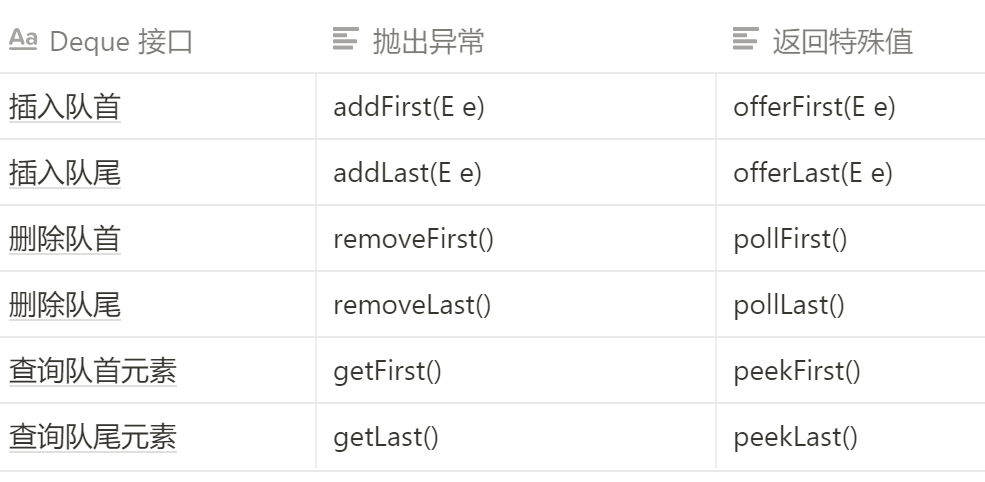 Aa Deque 接口 抛出异常 返回特殊值
插入队首 addFirst(E e) offerFirst(E e)
插入队尾 addLast(E e) offerLast(E e)
删除队首 removeFirst() pollFirst()
删除队尾 removeLast() pollLast()
查询队首元素 getFirst() peekFirst()
查询队尾元素 getLast() peekLast()